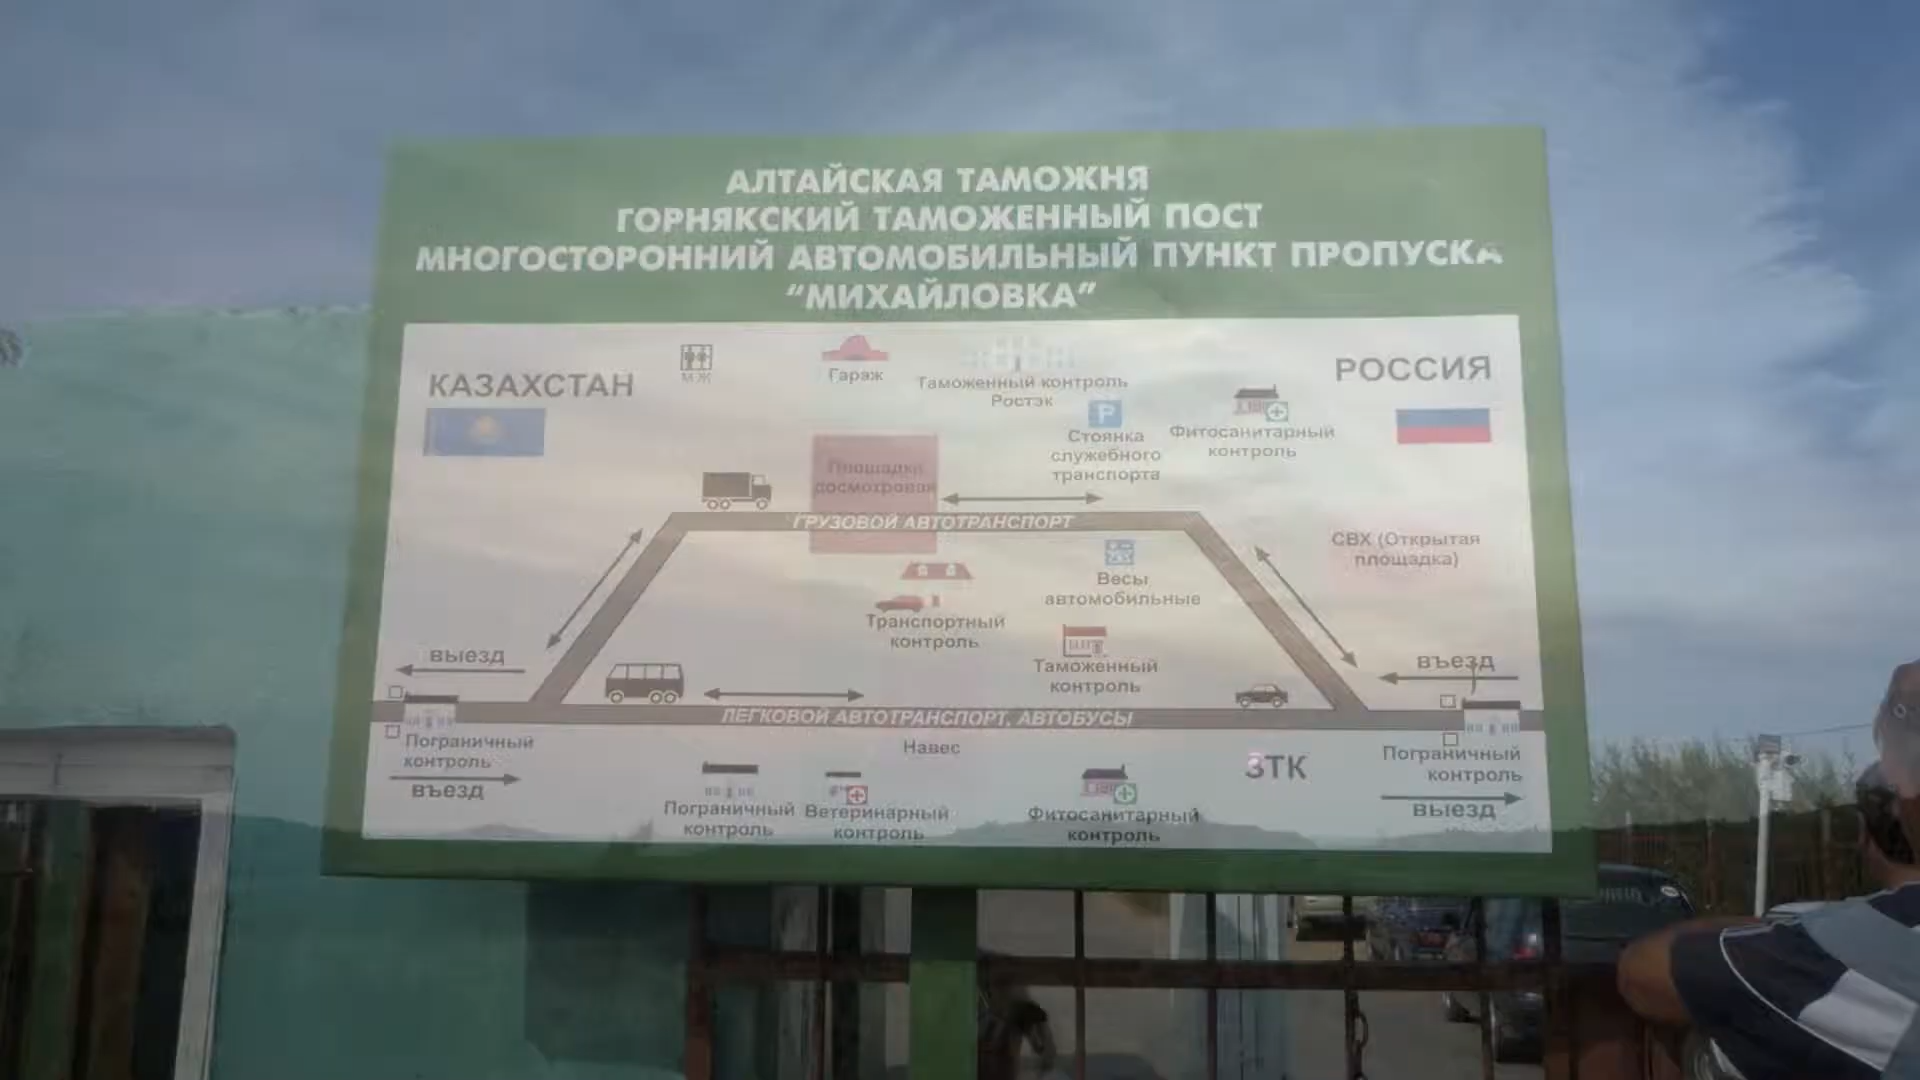 АЛТАЙСКАЯ ТАМОЖНЯ
ГОРНЯКСКИЙ ТАМОЖЕННЫЙ ПОСТ
МНОГОСТОРОННИЙ АВТОМОБИЛЬНЫЙ ПУНКТ ПРОПУСКА
“МИХАЙЛОВКА”
КАЗАХСТАН
М Ж
Гараж
Таможенный контроль
Ростэк
РОССИЯ
P
Стоянка
служебного
транспорта
Фитосанитарный
контроль
Площадка
досмотровая
ГРУЗОВОЙ АВТОТРАНСПОРТ
СВХ (Открытая
площадка)
Весы
автомобильные
Транспортный
контроль
Таможенный
контроль
выезд
въезд
ЛЕГКОВОЙ АВТОТРАНСПОРТ, АВТОБУСЫ
Пограничный
контроль
въезд
Навес
ЗТК
Пограничный
контроль
выезд
Пограничный
контроль
Ветеринарный
контроль
Фитосанитарный
контроль